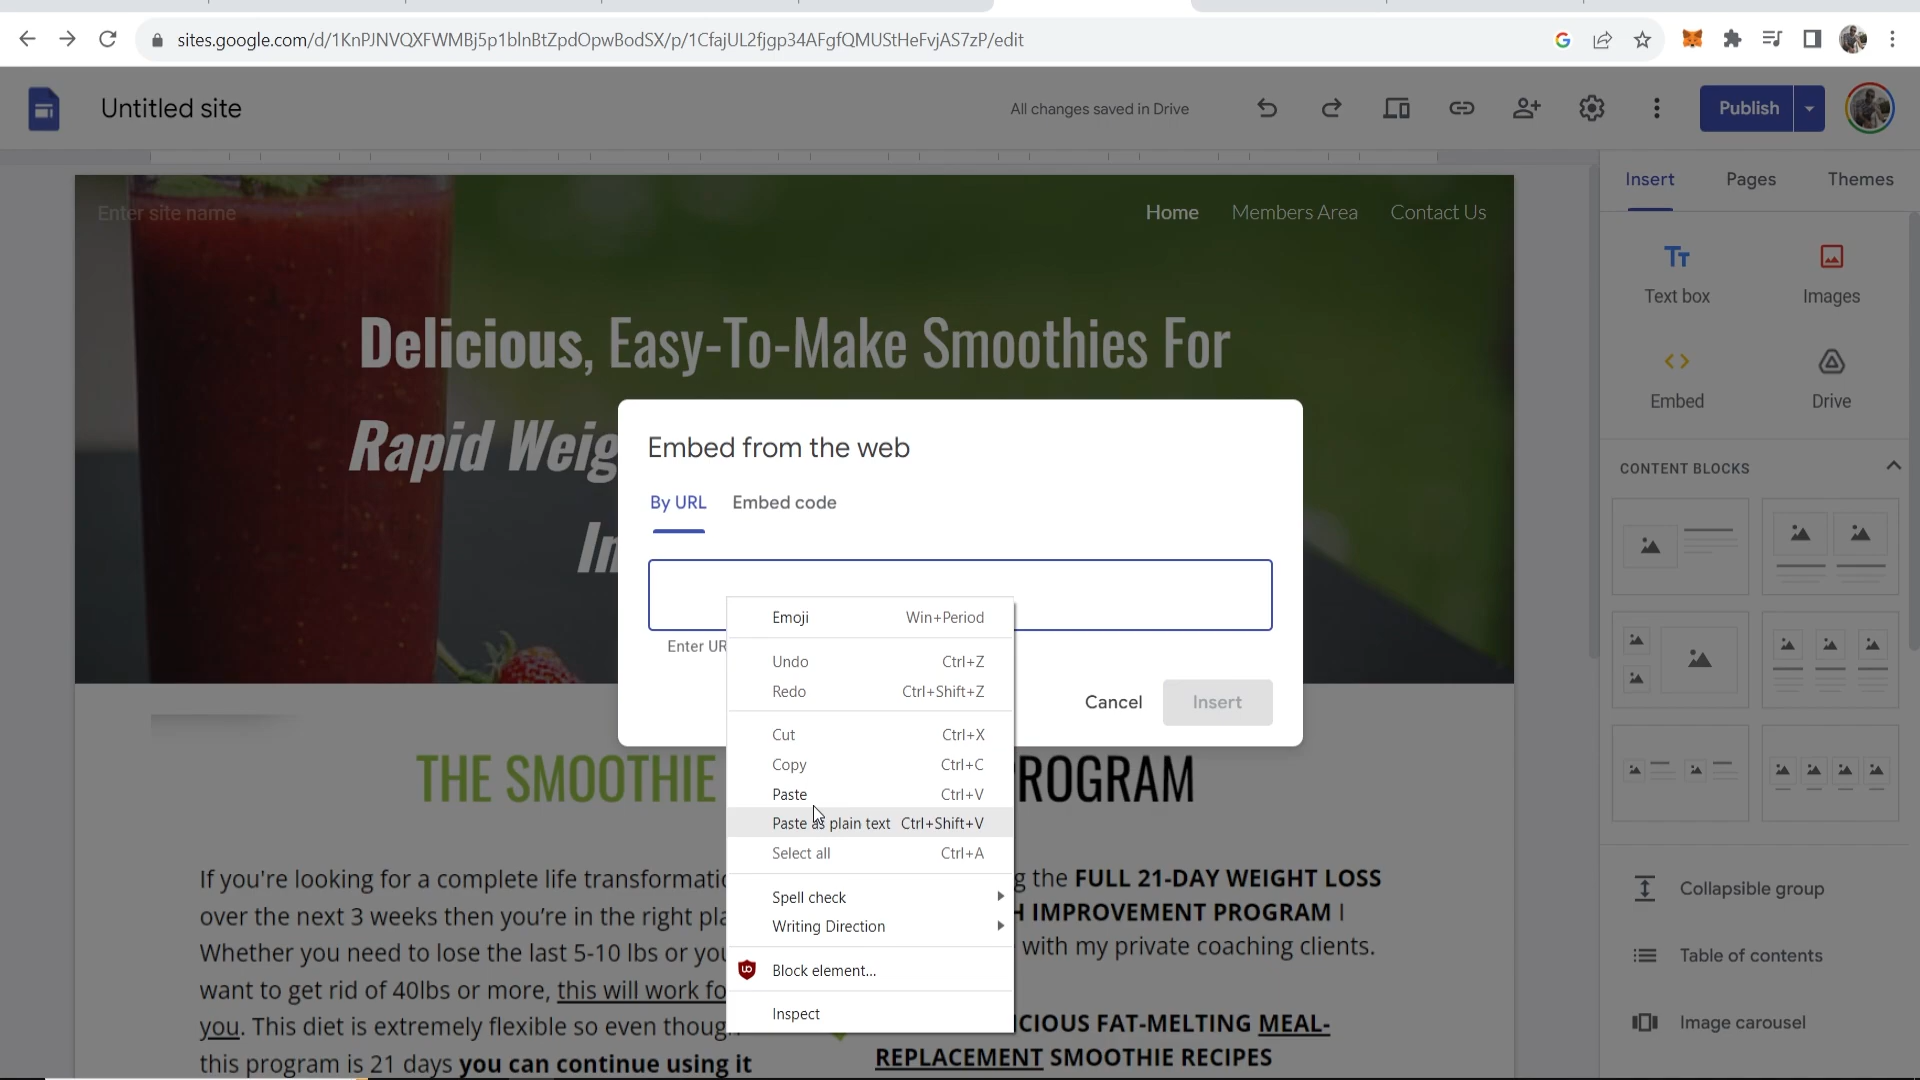 sites.google.com/d/1KnPJNVQXFWMBj5p1blnBtZpdOpwBodSX/p/1CfajUL2fjgp34AFgfQMUStHeFvjAS7zP/edit
Untitled site
All changes saved in Drive
Publish
Insert
Pages
Themes
Enter site name
Home
Members Area
Contact Us
Text box
Images
Delicious, Easy-To-Make Smoothies For
Embed
Drive
Rapid Weig
Embed from the web
CONTENT BLOCKS
By URL
Embed code
In
Emoji Win+Period
Enter UR
Undo Ctrl+Z
Redo Ctrl+Shift+Z
Cancel
Insert
Cut Ctrl+X
Copy Ctrl+C
THE SMOOTHIE
ROGRAM
Paste Ctrl+V
Paste as plain text Ctrl+Shift+V
Select all Ctrl+A
Spell check
Writing Direction
Block element...
Inspect
If you're looking for a complete life transformatio
over the next 3 weeks then you're in the right pla
Whether you need to lose the last 5-10 lbs or you
want to get rid of 40lbs or more, this will work fo
you. This diet is extremely flexible so even though
this program is 21 days you can continue using it
g the FULL 21-DAY WEIGHT LOSS
H IMPROVEMENT PROGRAM I
with my private coaching clients.
CIOUS FAT-MELTING MEAL-
REPLACEMENT SMOOTHIE RECIPES
Collapsible group
Table of contents
Image carousel